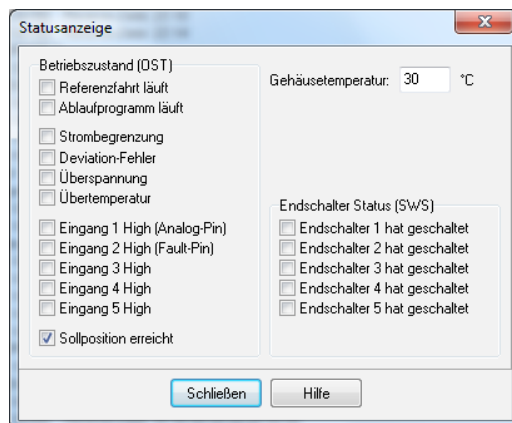 Statusanzeige
Betriebszustand (OST)
Referenzfahrt läuft
Ablaufprogramm läuft
Strombegrenzung
Deviation-Fehler
Überspannung
Übertemperatur
Eingang 1 High (Analog-Pin)
Eingang 2 High (Fault-Pin)
Eingang 3 High
Eingang 4 High
Eingang 5 High
Sollposition erreicht
Gehäusetemperatur: 30 °C
Endschalter Status (SWS)
Endschalter 1 hat geschaltet
Endschalter 2 hat geschaltet
Endschalter 3 hat geschaltet
Endschalter 4 hat geschaltet
Endschalter 5 hat geschaltet
Schließen
Hilfe